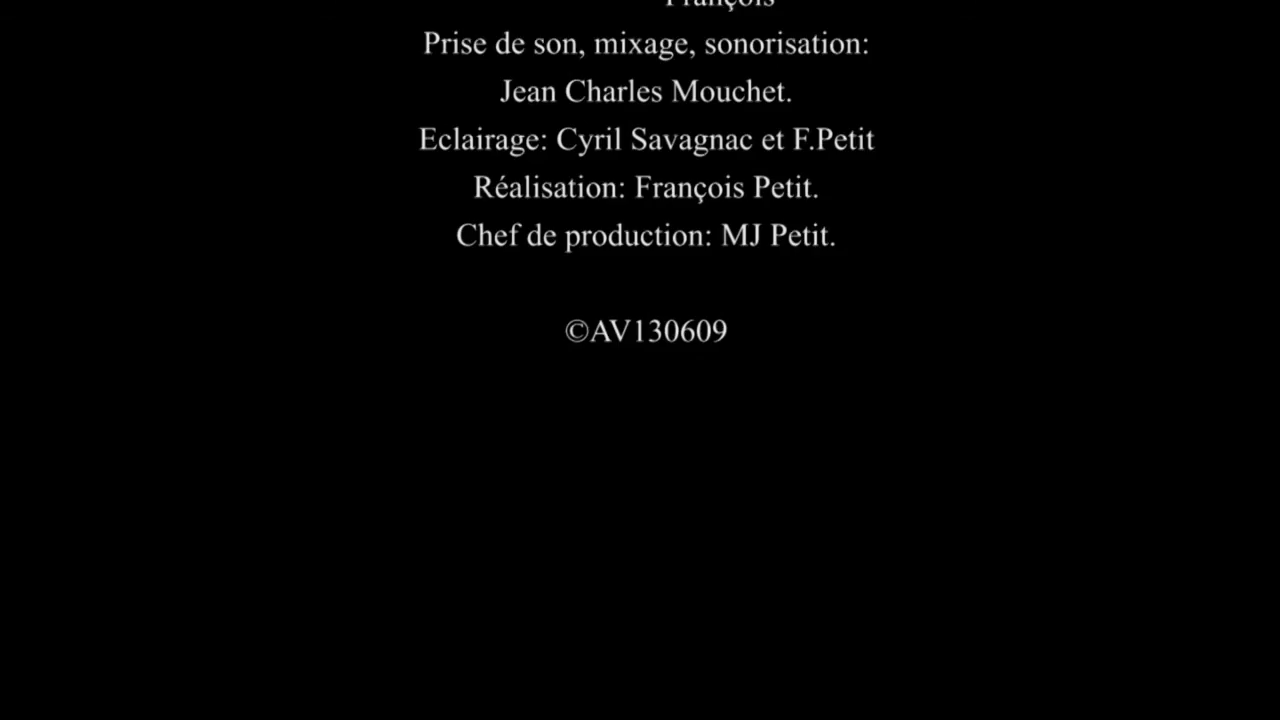 François
Prise de son, mixage, sonorisation:
Jean Charles Mouchet.
Eclairage: Cyril Savagnac et F.Petit
Réalisation: François Petit.
Chef de production: MJ Petit.
©AV130609